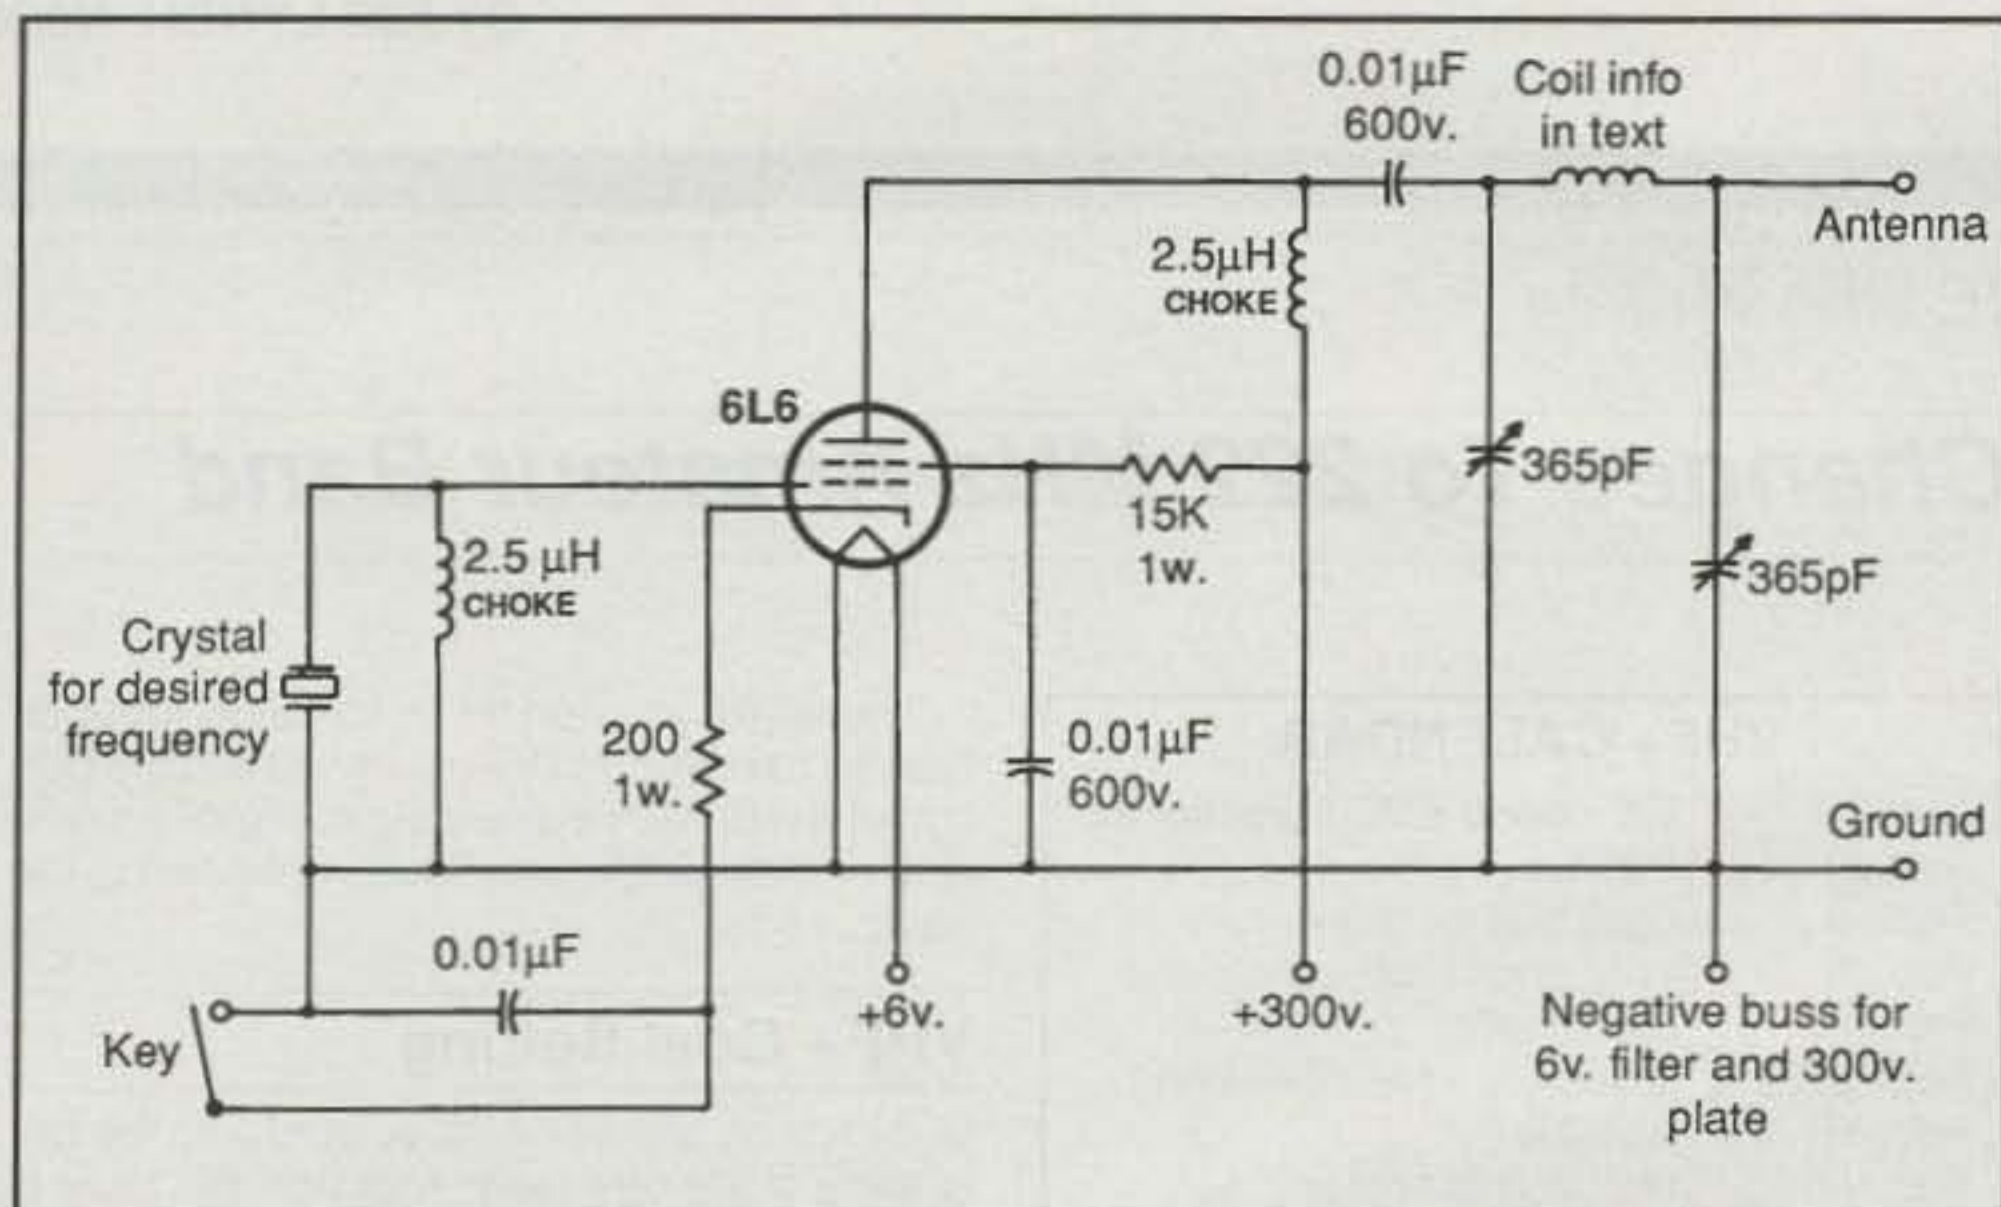 0.01µF
600v.
Coil info
in text
Antenna
2.5µH
CHOKE
6L6
365pF
15K
1w.
365pF
2.5 µH
CHOKE
Crystal
for desired
frequency
200
1w.
0.01µF
600v.
Ground
0.01µF
Key
+6v.
+300v.
Negative buss for
6v. filter and 300v.
plate